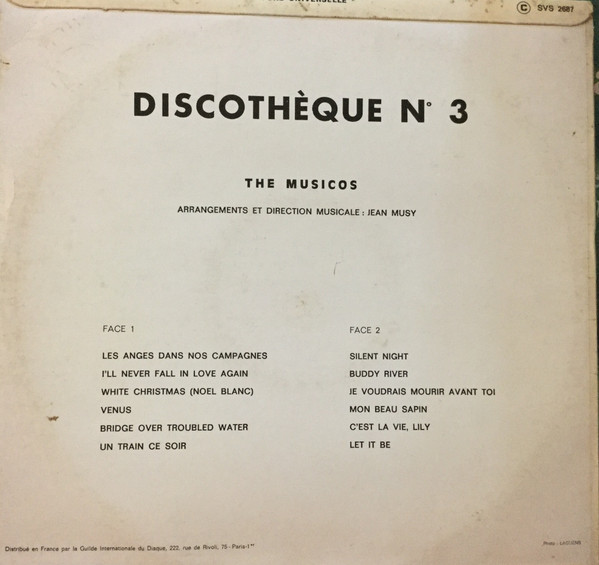 UNIVERSELLE"
© SVS 2687
DISCOTHÈQUE N° 3
THE MUSICOS
ARRANGEMENTS ET DIRECTION MUSICALE : JEAN MUSY
FACE 1
LES ANGES DANS NOS CAMPAGNES
I'LL NEVER FALL IN LOVE AGAIN
WHITE CHRISTMAS (NOEL BLANC)
VENUS
BRIDGE OVER TROUBLED WATER
UN TRAIN CE SOIR
FACE 2
SILENT NIGHT
BUDDY RIVER
JE VOUDRAIS MOURIR AVANT TOI
MON BEAU SAPIN
C'EST LA VIE, LILY
LET IT BE
Distribué en France par la Guilde Internationale du Disque, 222, rue de Rivoli, 75 - Paris-1er
Photo :